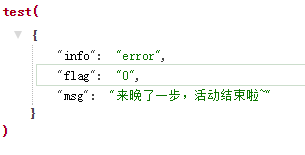 test(
{
"info": "error",
"flag": "0",
"msg": "来晚了一步，活动结束啦~"
}
)